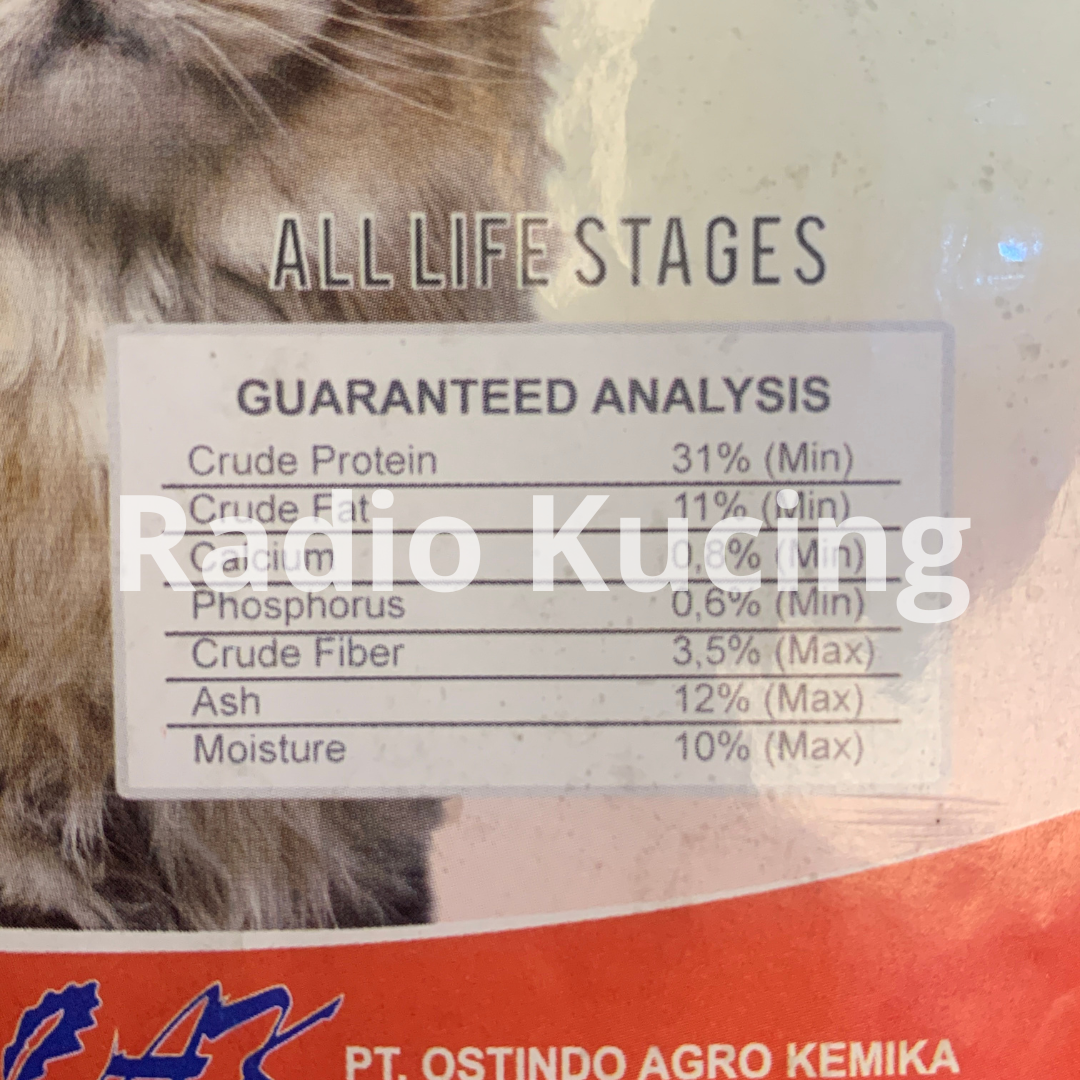 ALL LIFE STAGES
GUARANTEED ANALYSIS
Crude Protein 31% (Min)
Crude Fat 11% (Min)
Radio Kucing
Calcium 0,8% (Min)
Phosphorus 0,6% (Min)
Crude Fiber 3,5% (Max)
Ash 12% (Max)
Moisture 10% (Max)
PT. OSTINDO AGRO KEMIKA